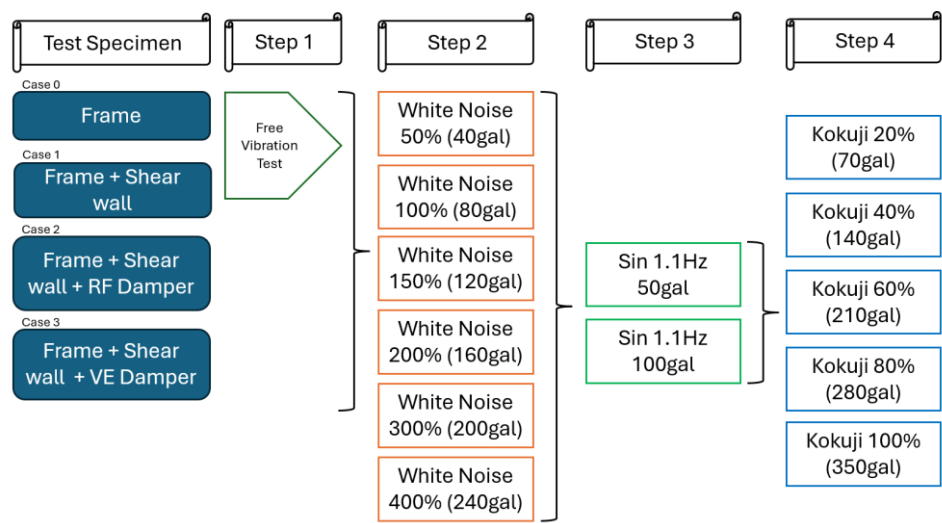 Test Specimen
Step 1
Step 2
Step 3
Step 4
Case 0
Frame
Case 1
Frame + Shear
wall
Case 2
Frame + Shear
wall + RF Damper
Case 3
Frame + Shear
wall + VE Damper
Free
Vibration
Test
White Noise
50% (40gal)
White Noise
100% (80gal)
White Noise
150% (120gal)
White Noise
200% (160gal)
White Noise
300% (200gal)
White Noise
400% (240gal)
Sin 1.1Hz
50gal
Sin 1.1Hz
100gal
Kokuji 20%
(70gal)
Kokuji 40%
(140gal)
Kokuji 60%
(210gal)
Kokuji 80%
(280gal)
Kokuji 100%
(350gal)